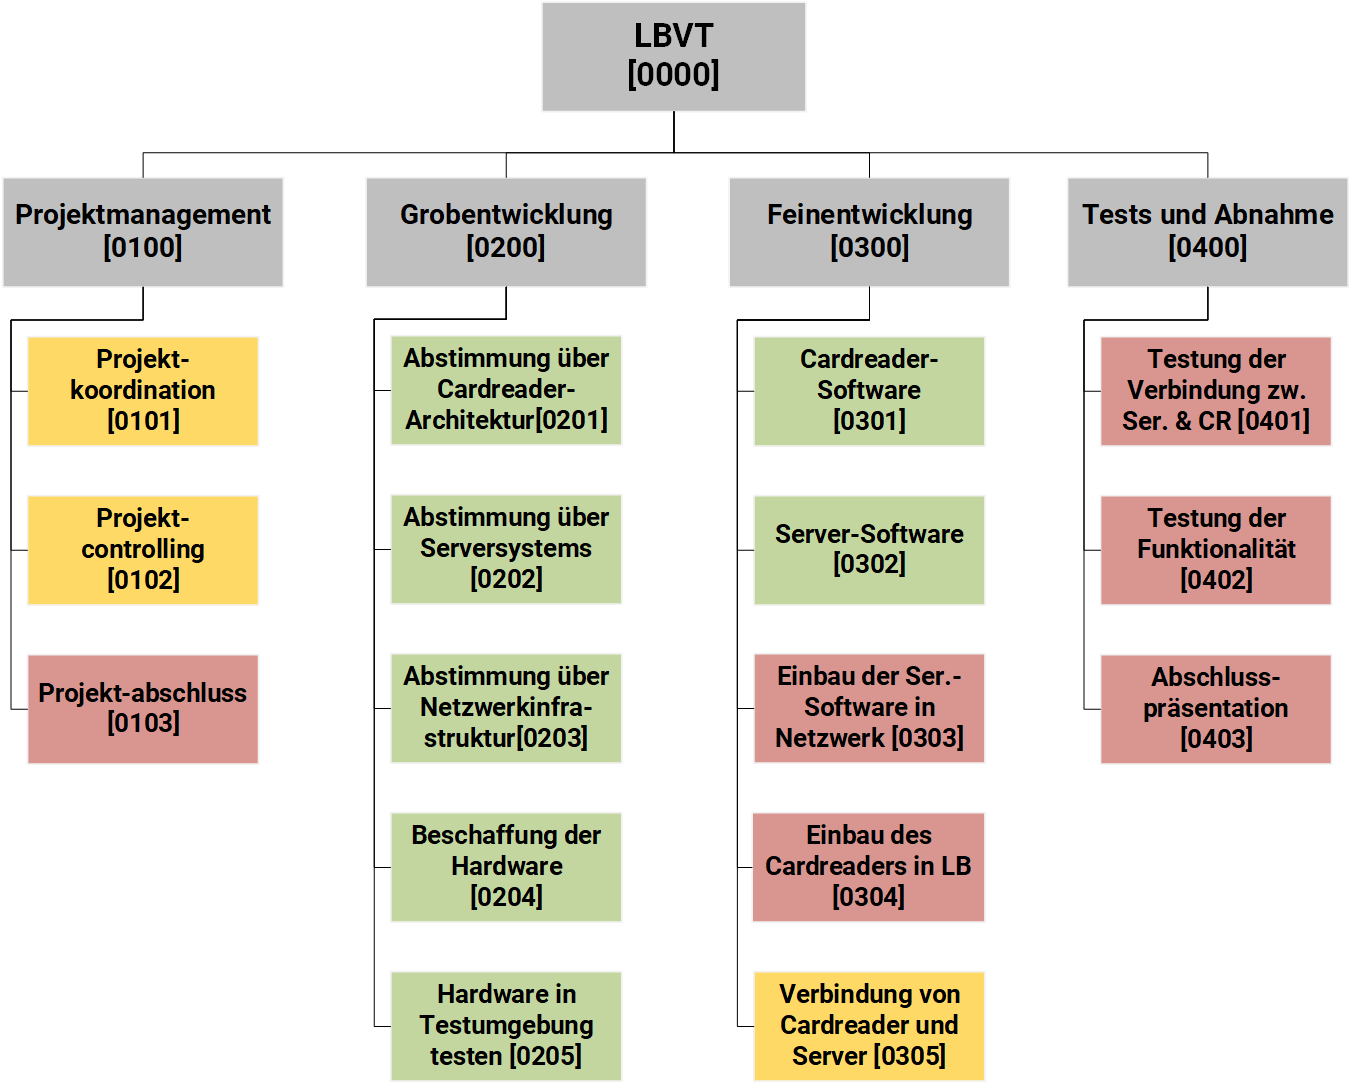 LBVT
[0000]
Projektmanagement
[0100]
Projekt-
koordination
[0101]
Projekt-
controlling
[0102]
Projekt-abschluss
[0103]
Grobentwicklung
[0200]
Abstimmung über
Cardreader-
Architektur[0201]
Abstimmung über
Serversystems
[0202]
Abstimmung über
Netzwerkinfra-
struktur[0203]
Beschaffung der
Hardware
[0204]
Hardware in
Testumgebung
testen [0205]
Feinentwicklung
[0300]
Cardreader-
Software
[0301]
Server-Software
[0302]
Einbau der Ser.-
Software in
Netzwerk [0303]
Einbau des
Cardreaders in LB
[0304]
Verbindung von
Cardreader und
Server [0305]
Tests und Abnahme
[0400]
Testung der
Verbindung zw.
Ser. & CR [0401]
Testung der
Funktionalität
[0402]
Abschluss-
präsentation
[0403]